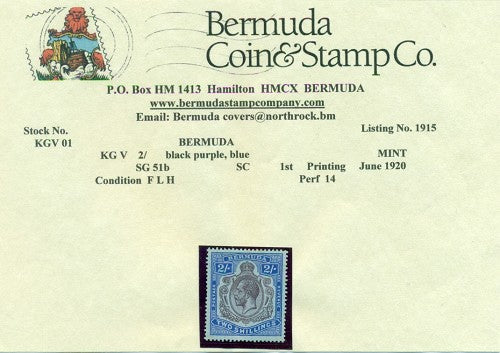 Bermuda
Coin&Stamp Co.
P.O. Box HM 1413 Hamilton HMCX BERMUDA
www.bermudastampcompany.com
Email: Bermuda covers@northrock.bm
Stock No. Listing No. 1915
KGV 01
BERMUDA
KG V 2/ black purple, blue MINT
SG 51b SC 1st Printing June 1920
Condition F L H Perf 14
BERMUDA
2/- 2/-
POSTAGE REVENUE
TWO SHILLINGS